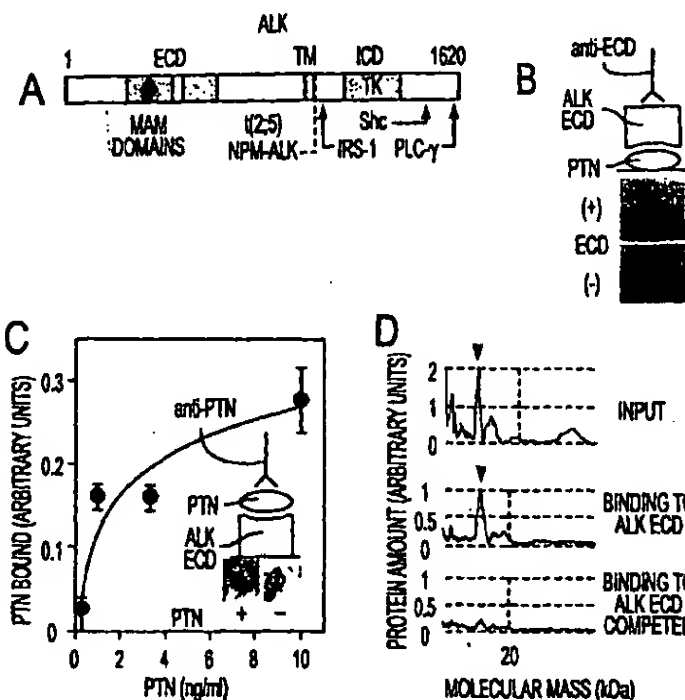 ALK
1 ECD TM ICD 1620
A
TK
MAM
DOMAINS
t(2;5)
NPM-ALK
Shc
IRS-1 PLC-γ
B
anti-ECD
ALK
ECD
PTN
(+)
ECD
(-)
C
PTN BOUND (ARBITRARY UNITS)
0.3
0.2
0.1
0
anti-PTN
PTN
ALK
ECD
PTN + -
0 2 4 6 8 10
PTN (ng/ml)
D
PROTEIN AMOUNT (ARBITRARY UNITS)
2
1
0
INPUT
1
0.5
0
BINDING TO
ALK ECD
1
0.5
0
BINDING TO
ALK ECD
COMPETE
20
MOLECULAR MASS (kDa)